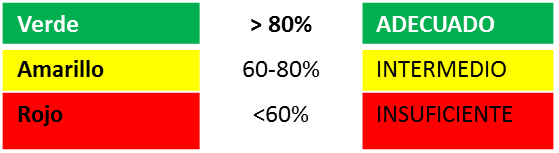 Verde > 80% ADECUADO
Amarillo 60-80% INTERMEDIO
Rojo <60% INSUFICIENTE